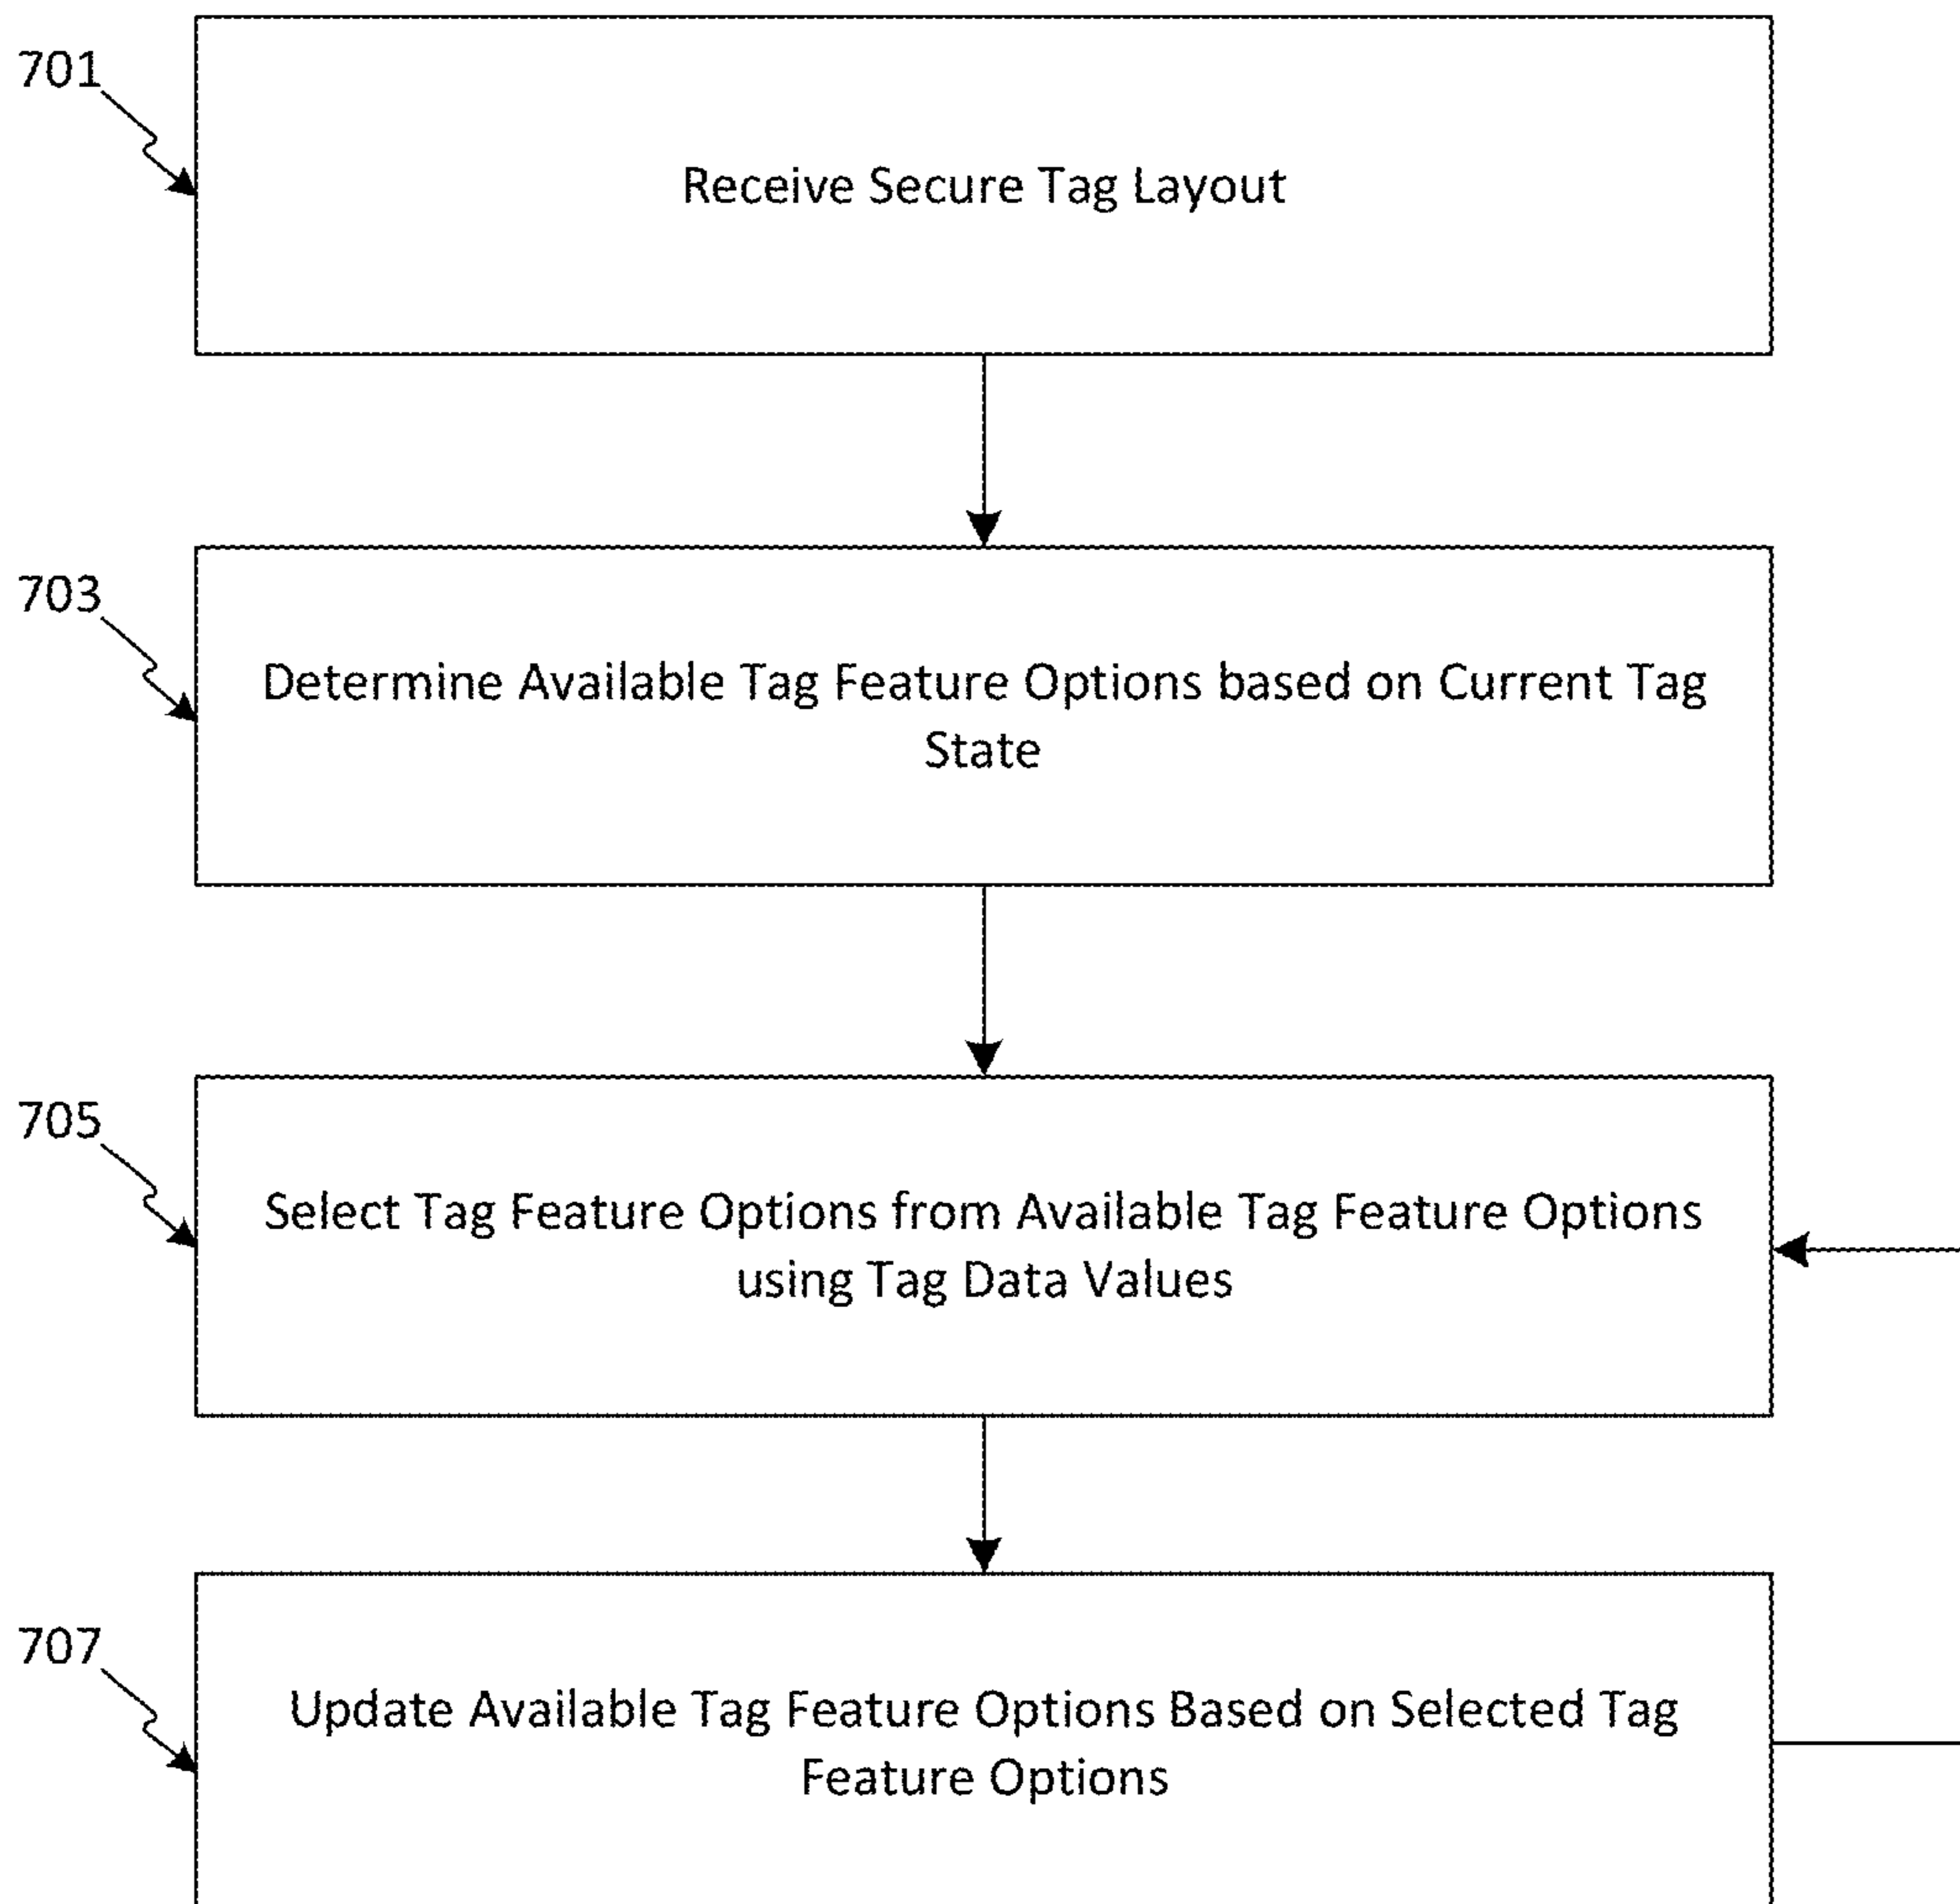 701
Receive Secure Tag Layout
703
Determine Available Tag Feature Options based on Current Tag
State
705
Select Tag Feature Options from Available Tag Feature Options
using Tag Data Values
707
Update Available Tag Feature Options Based on Selected Tag
Feature Options